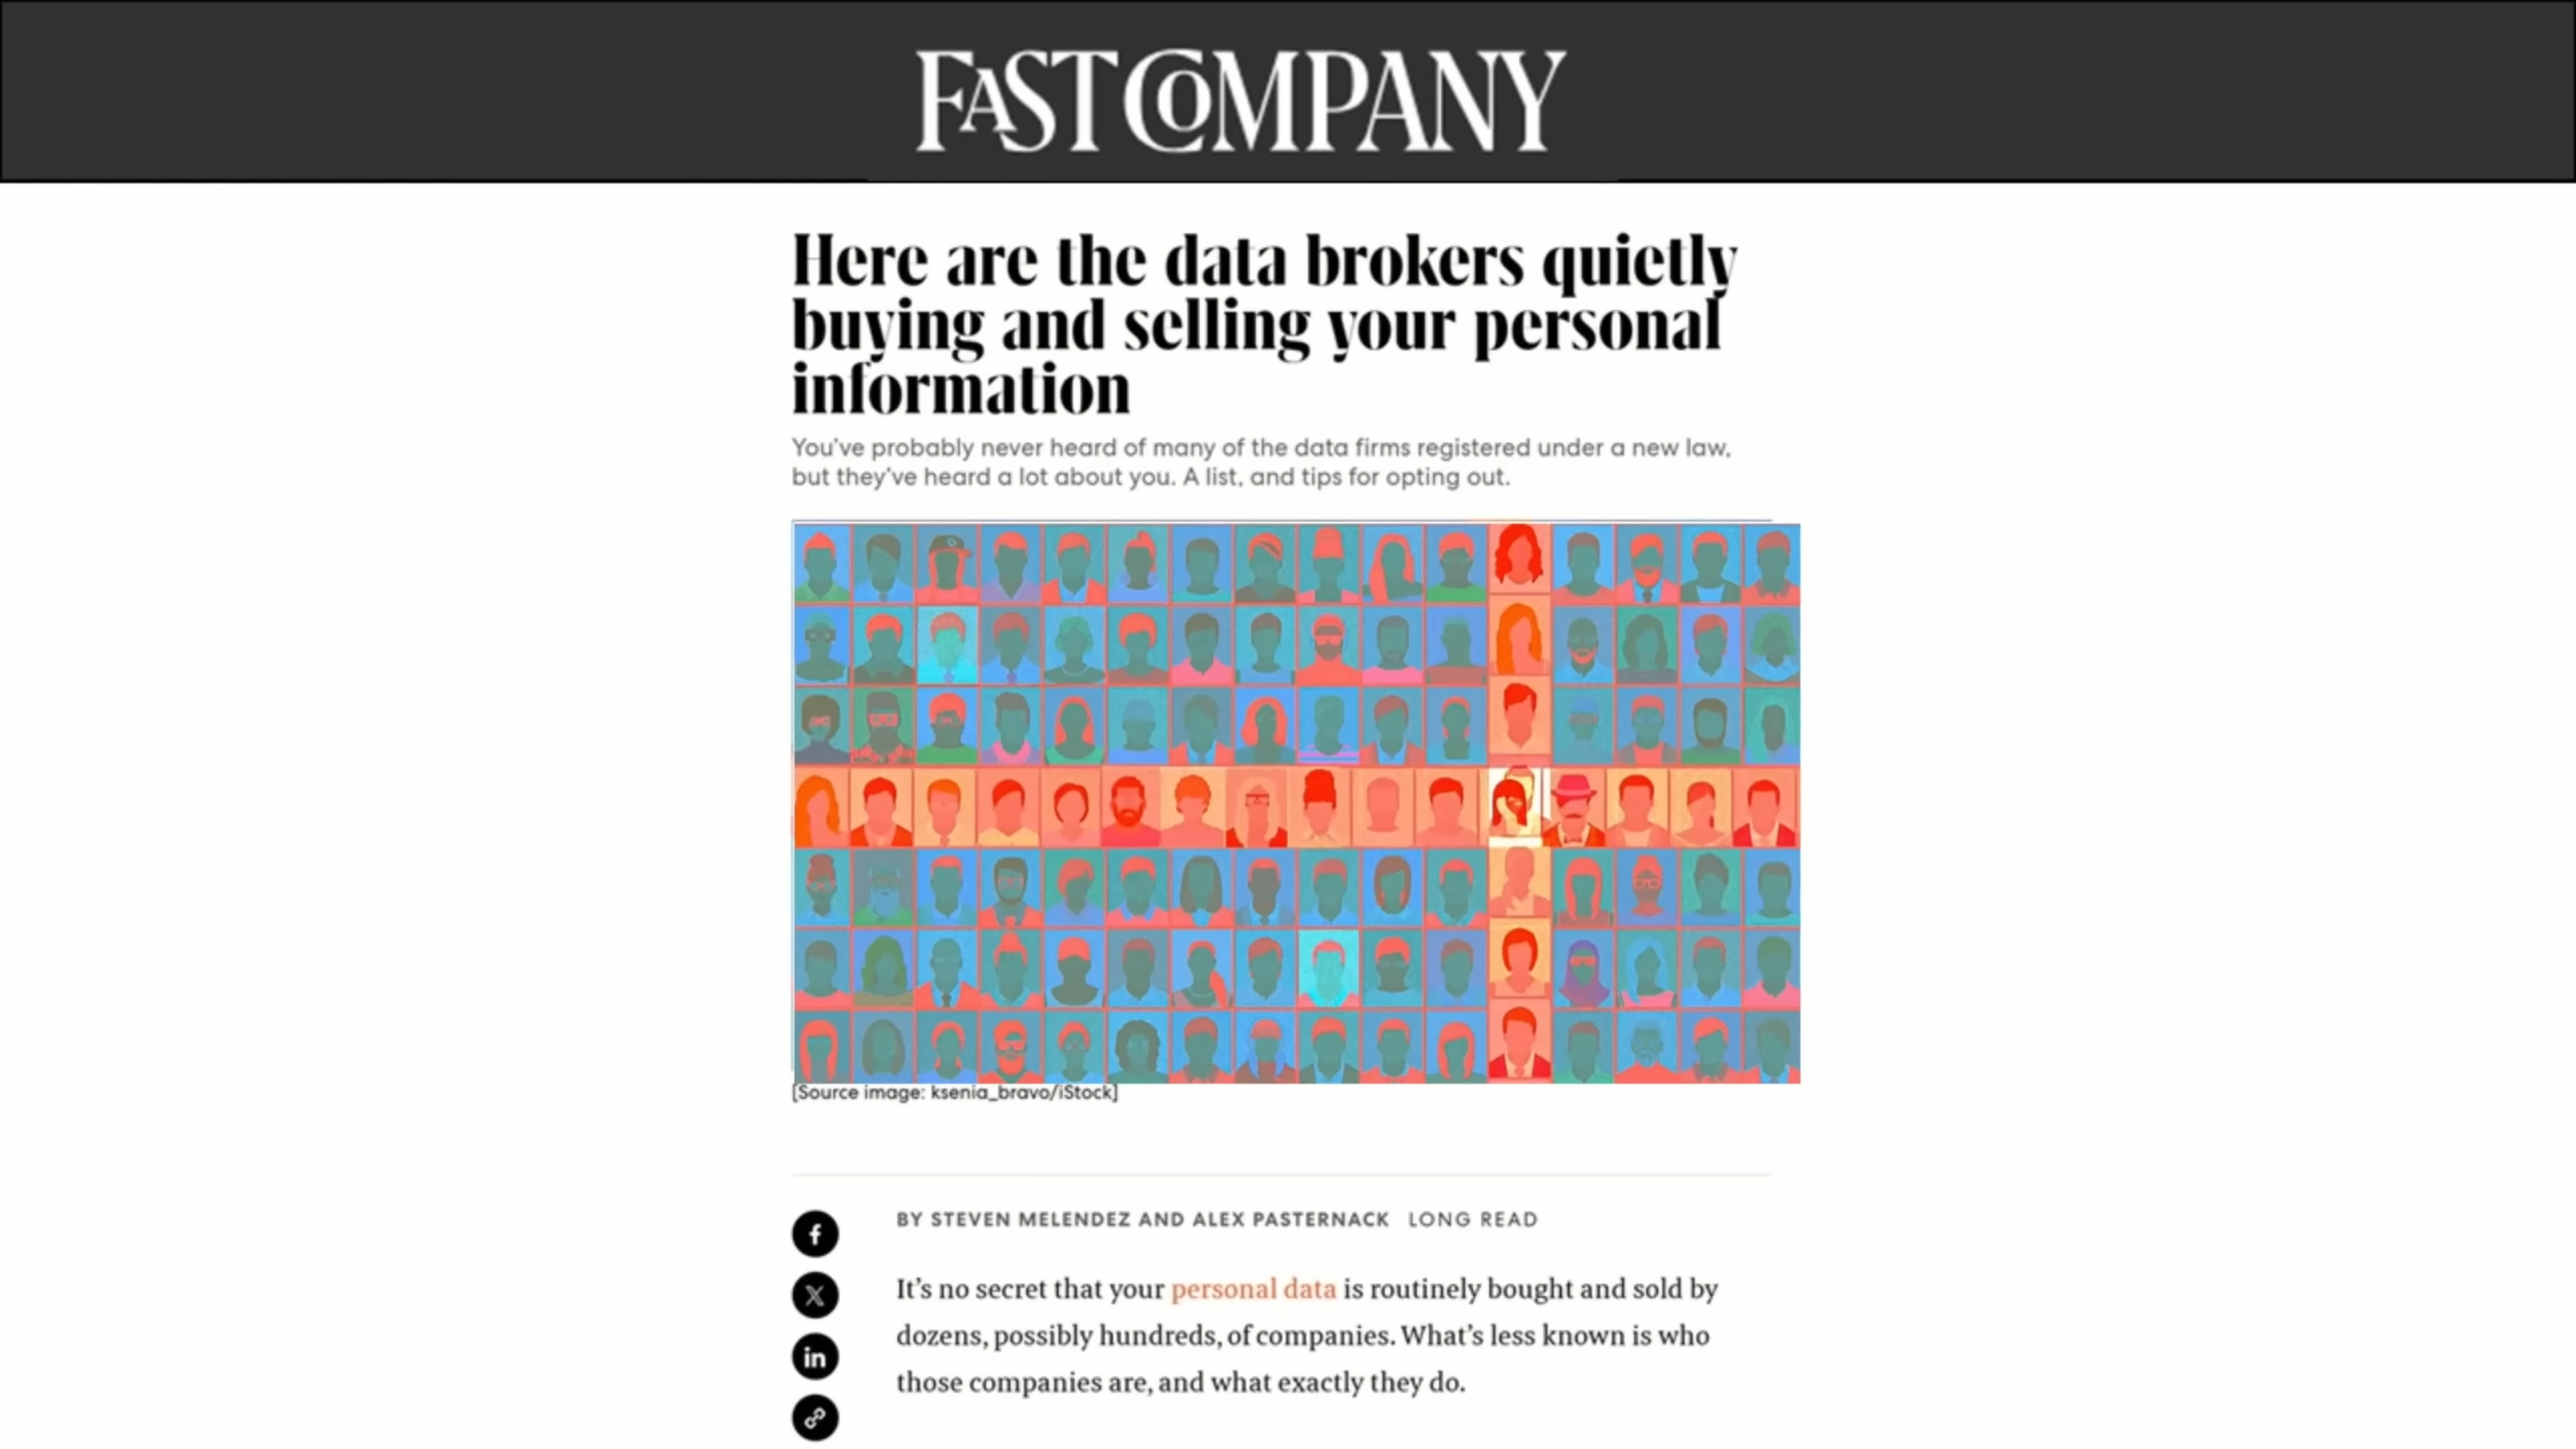 FAST COMPANY
Here are the data brokers quietly
buying and selling your personal
information
You've probably never heard of many of the data firms registered under a new law,
but they've heard a lot about you. A list, and tips for opting out.
[Source image: ksenia_bravo/iStock]
BY STEVEN MELENDEZ AND ALEX PASTERNACK LONG READ
It's no secret that your personal data is routinely bought and sold by
dozens, possibly hundreds, of companies. What's less known is who
those companies are, and what exactly they do.